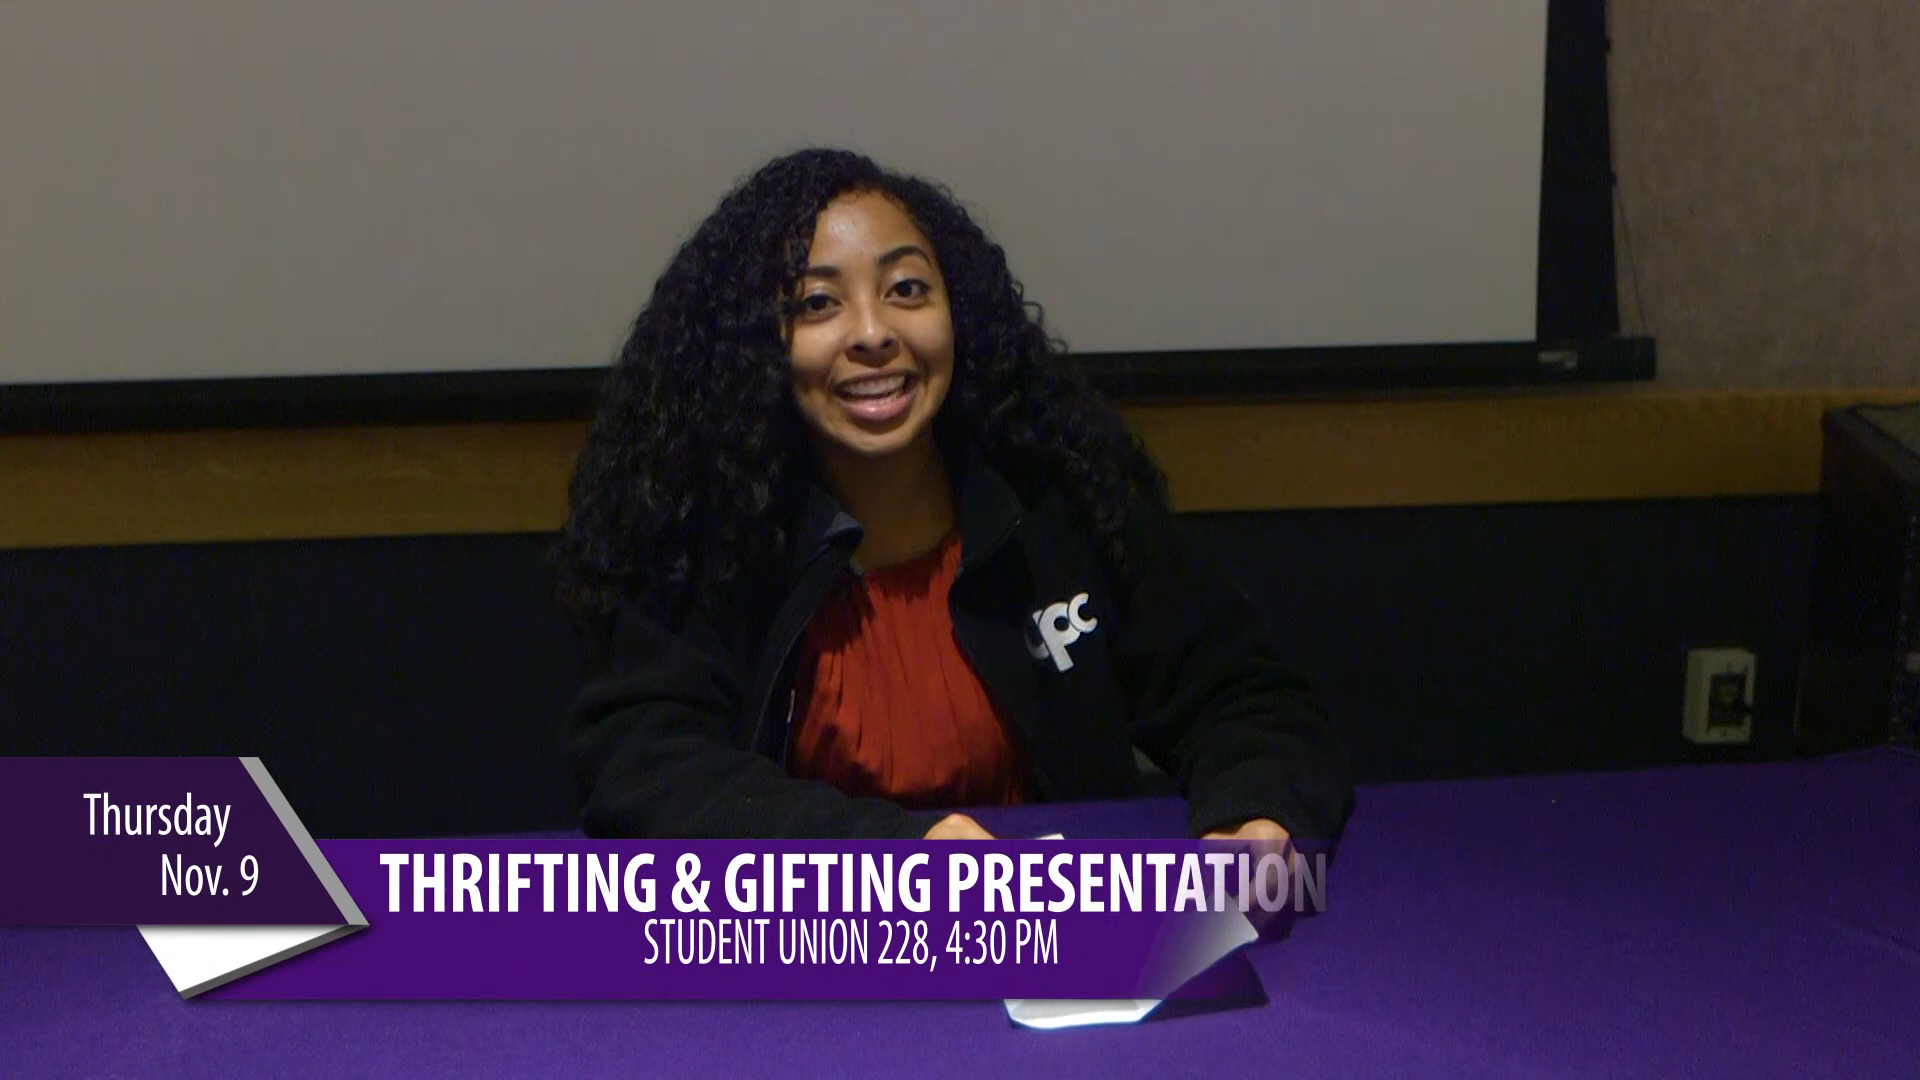 upc
Thursday
Nov. 9
THRIFTING & GIFTING PRESENTATION
STUDENT UNION 228, 4:30 PM